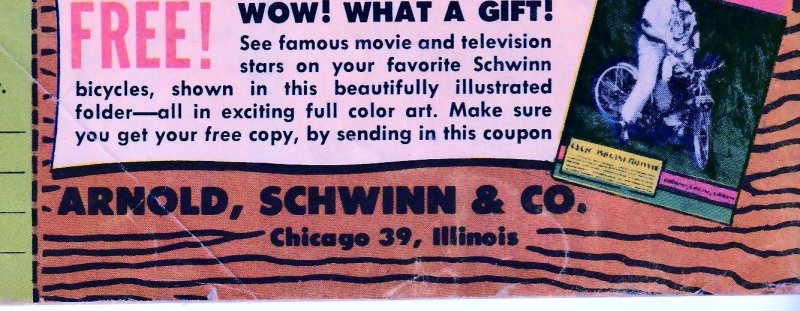 FREE!
WOW! WHAT A GIFT!
See famous movie and television
stars on your favorite Schwinn
bicycles, shown in this beautifully illustrated
folder—all in exciting full color art. Make sure
you get your free copy, by sending in this coupon
ARNOLD, SCHWINN & CO.
Chicago 39, Illinois